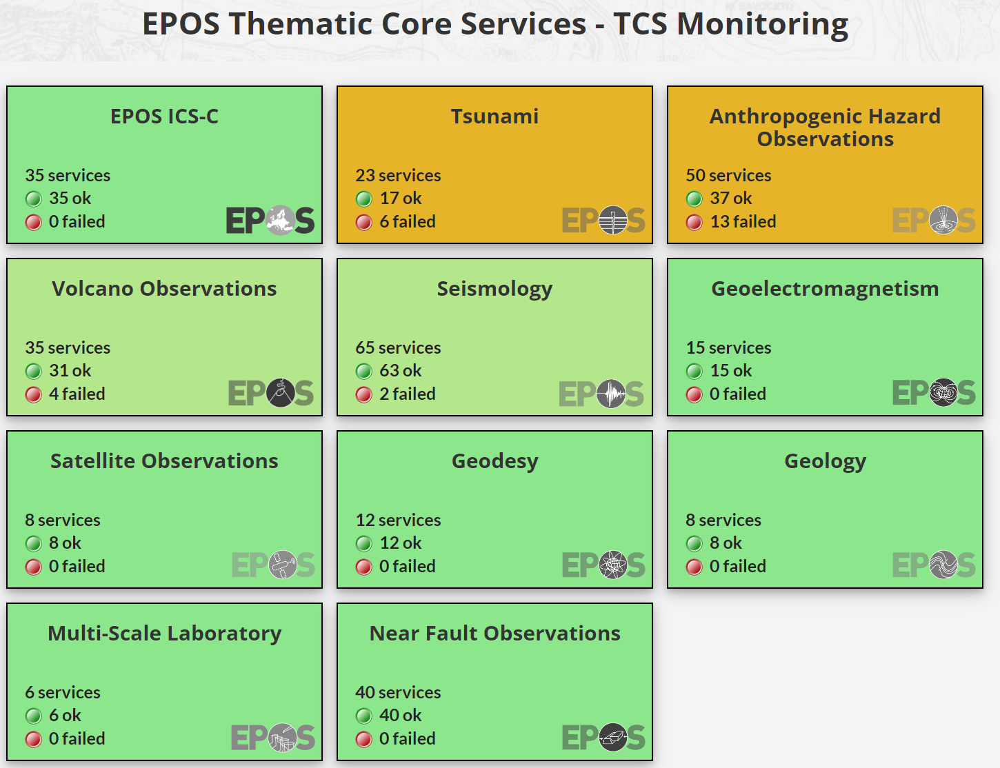 EPOS Thematic Core Services - TCS Monitoring
EPOS ICS-C
35 services
35 ok
0 failed
EPOS
Tsunami
23 services
17 ok
6 failed
EPOS
Anthropogenic Hazard
Observations
50 services
37 ok
13 failed
EPOS
Volcano Observations
35 services
31 ok
4 failed
EPOS
Seismology
65 services
63 ok
2 failed
EPOS
Geoelectromagnetism
15 services
15 ok
0 failed
EPOS
Satellite Observations
8 services
8 ok
0 failed
EPOS
Geodesy
12 services
12 ok
0 failed
EPOS
Geology
8 services
8 ok
0 failed
EPOS
Multi-Scale Laboratory
6 services
6 ok
0 failed
EPOS
Near Fault Observations
40 services
40 ok
0 failed
EPOS